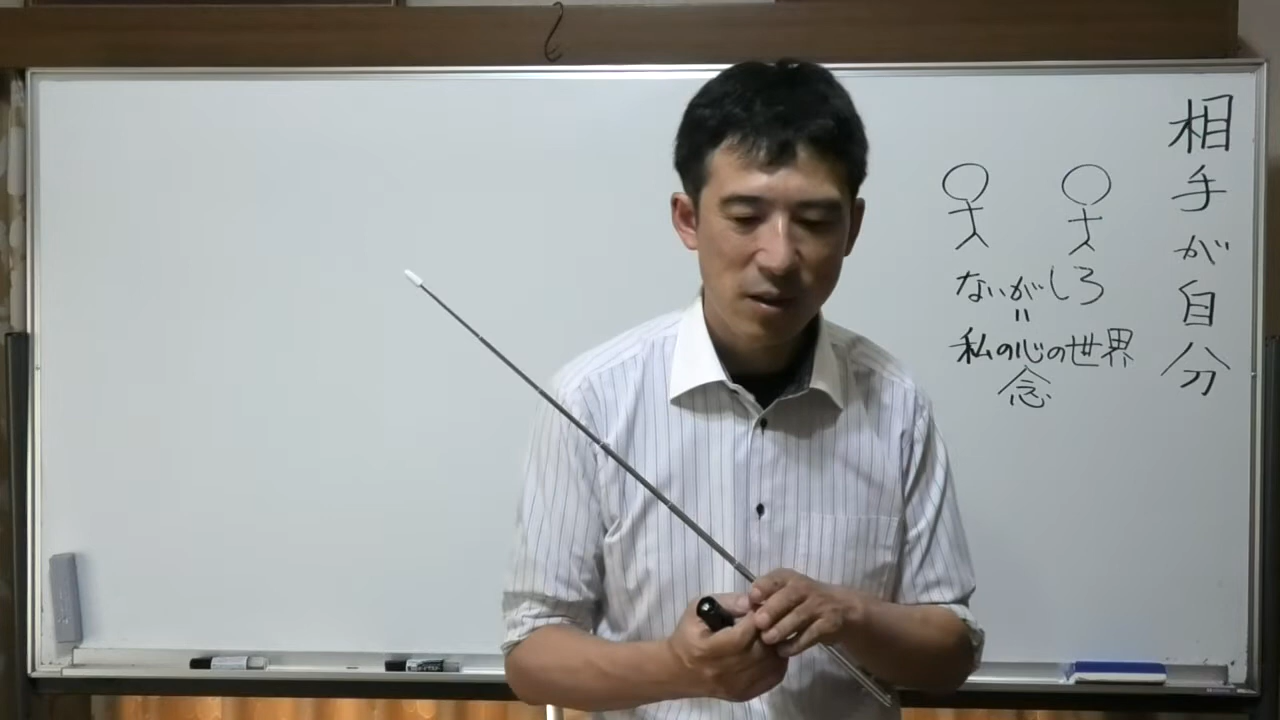 相手が自分
ないがしろ
〃
私の心の世界
念